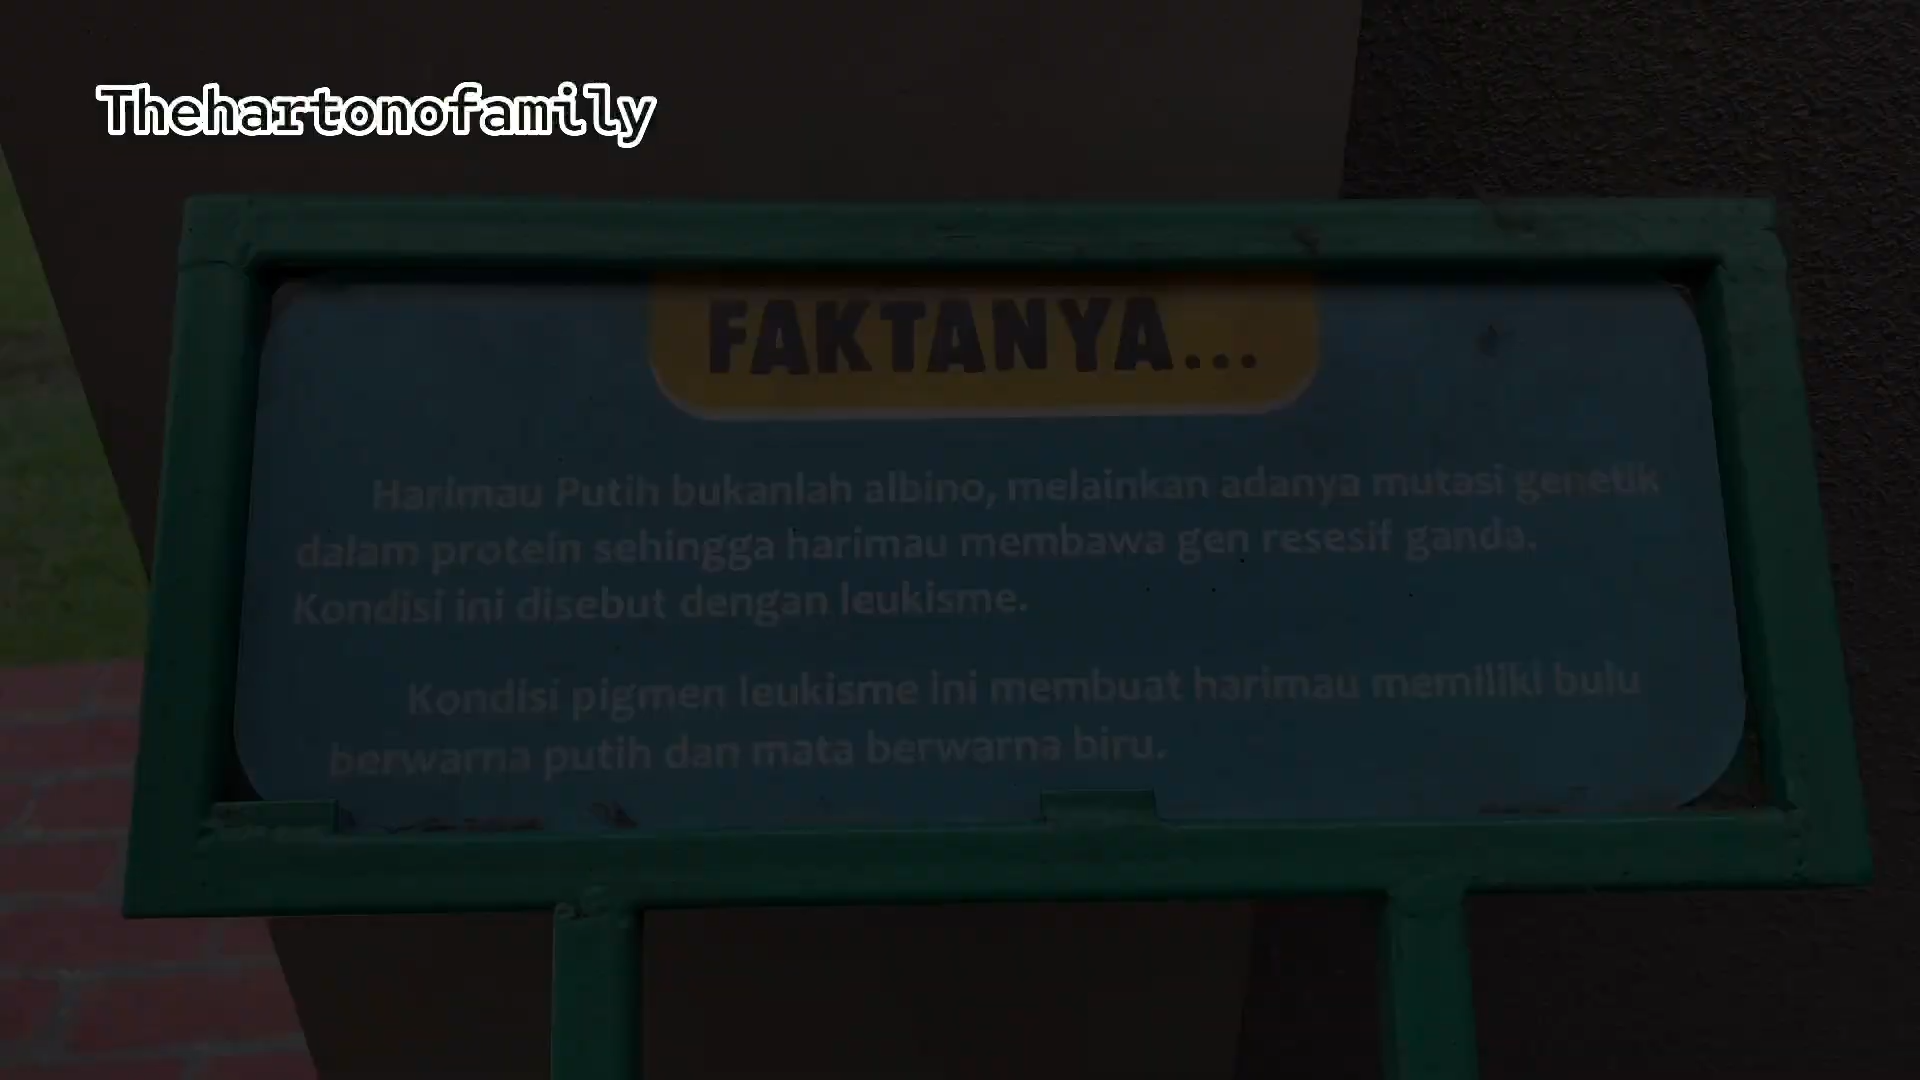 Thehartonofamily
FAKTANYA...
Harimau Putih bukanlah albino, melainkan adanya mutasi genetik
dalam protein sehingga harimau membawa gen resesif ganda.
Kondisi ini disebut dengan leukisme.
Kondisi pigmen leukisme ini membuat harimau memiliki bulu
berwarna putih dan mata berwarna biru.